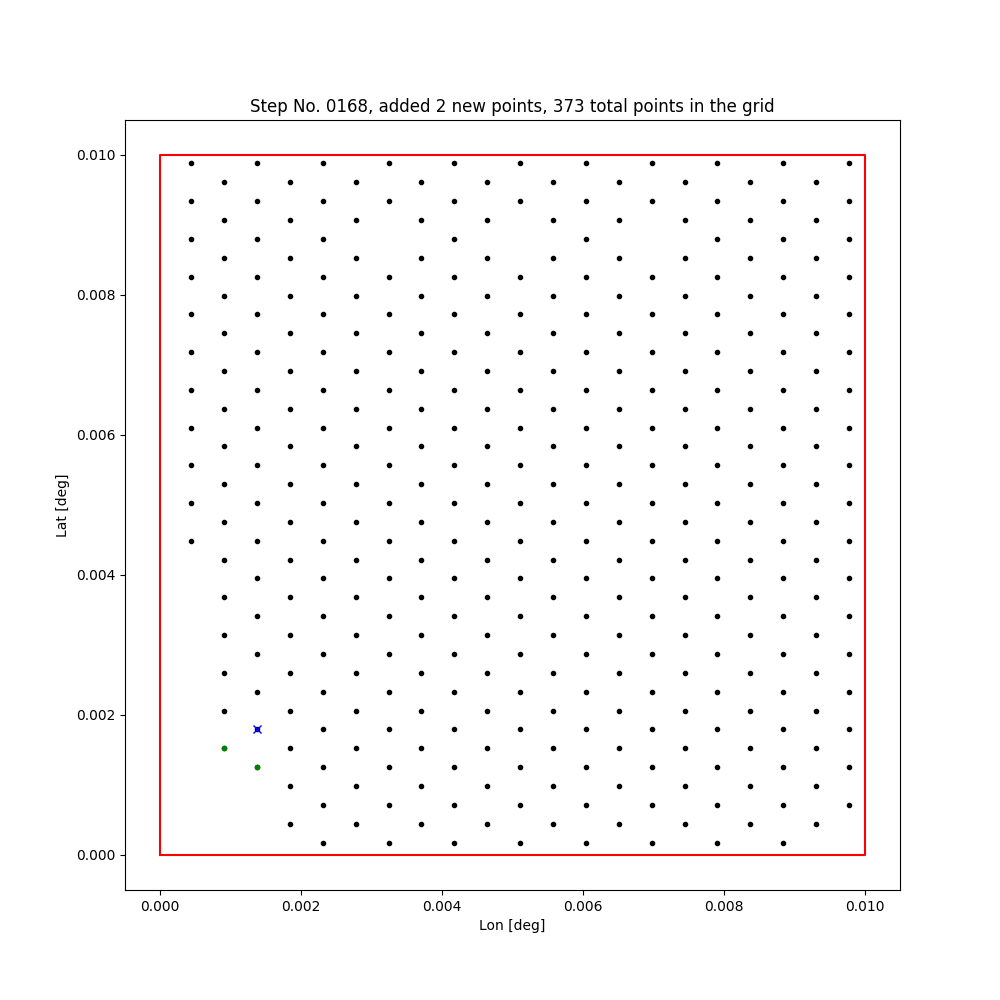 Step No. 0168, added 2 new points, 373 total points in the grid
0.010
0.008
0.006
0.004
0.002
0.000
Lat [deg]
0.000 0.002 0.004 0.006 0.008 0.010
Lon [deg]